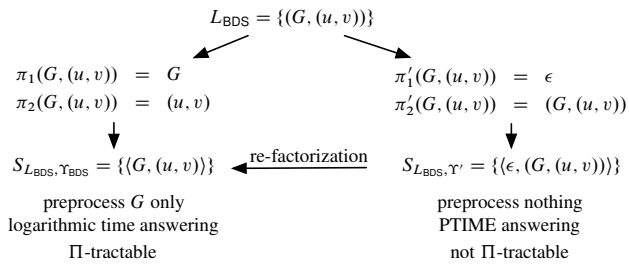 L_BDS = {(G, (u, v))}
π₁(G, (u, v)) = G
π₂(G, (u, v)) = (u, v)
π′₁(G, (u, v)) = ϵ
π′₂(G, (u, v)) = (G, (u, v))
S_{L_BDS, ϒ_BDS} = {⟨G, (u, v)⟩}
re-factorization
S_{L_BDS, ϒ′} = {⟨ϵ, (G, (u, v))⟩}
preprocess G only
logarithmic time answering
Π-tractable
preprocess nothing
PTIME answering
not Π-tractable